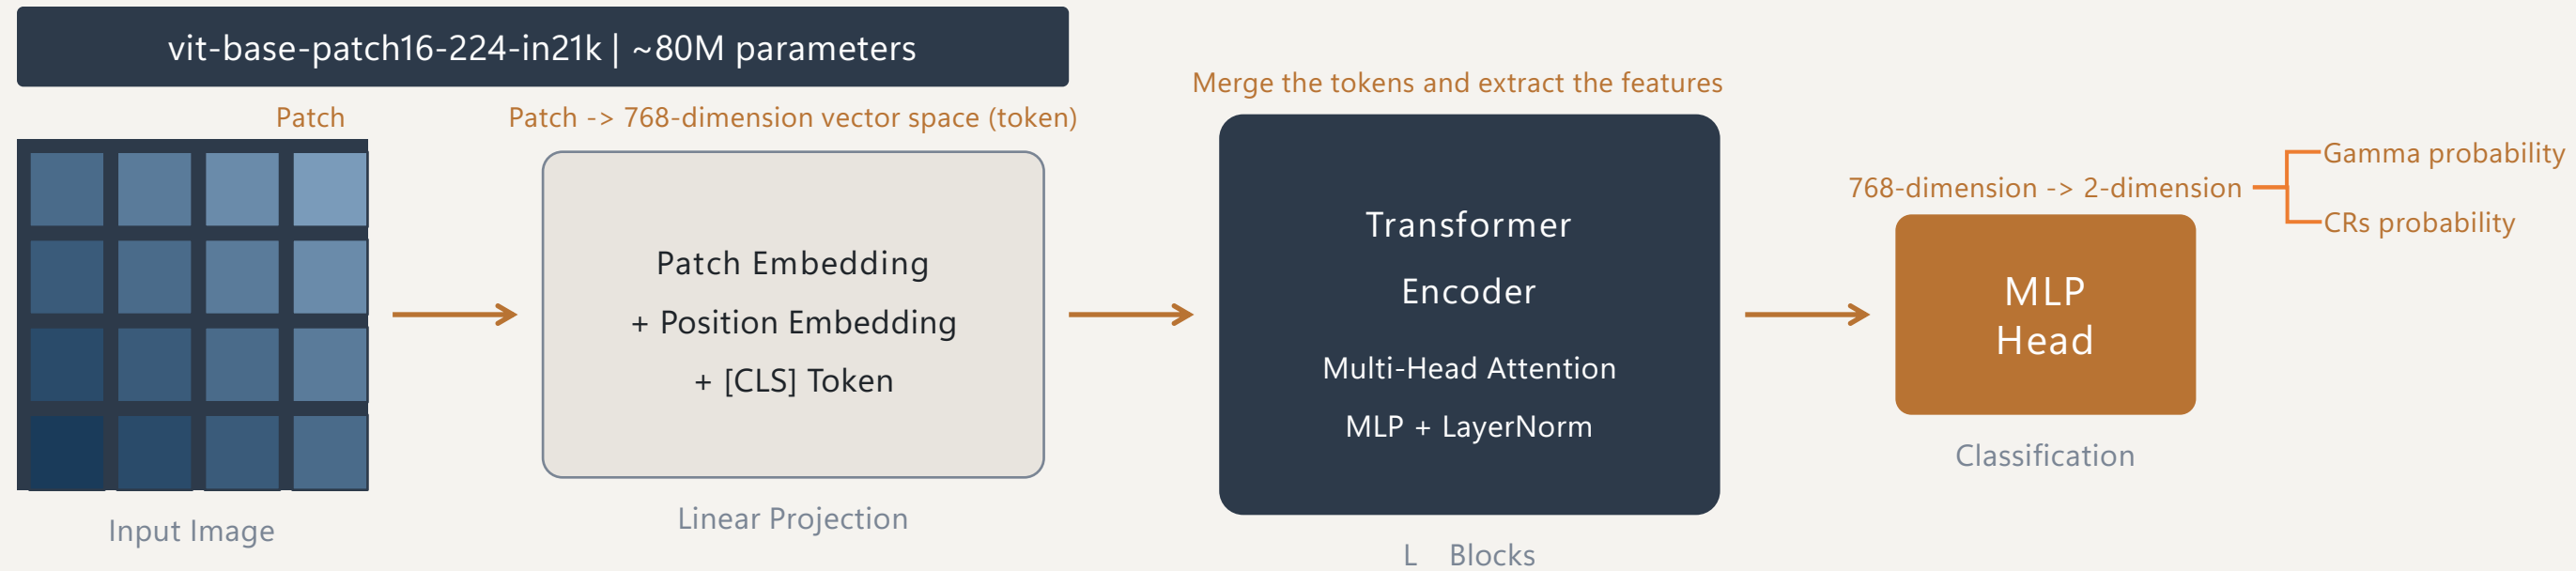 vit-base-patch16-224-in21k | ~80M parameters
Patch
Patch -> 768-dimension vector space (token)
Merge the tokens and extract the features
Patch Embedding
+ Position Embedding
+ [CLS] Token
Transformer
Encoder
Multi-Head Attention
MLP + LayerNorm
768-dimension -> 2-dimension
Gamma probability
CRs probability
MLP
Head
Input Image
Linear Projection
L Blocks
Classification